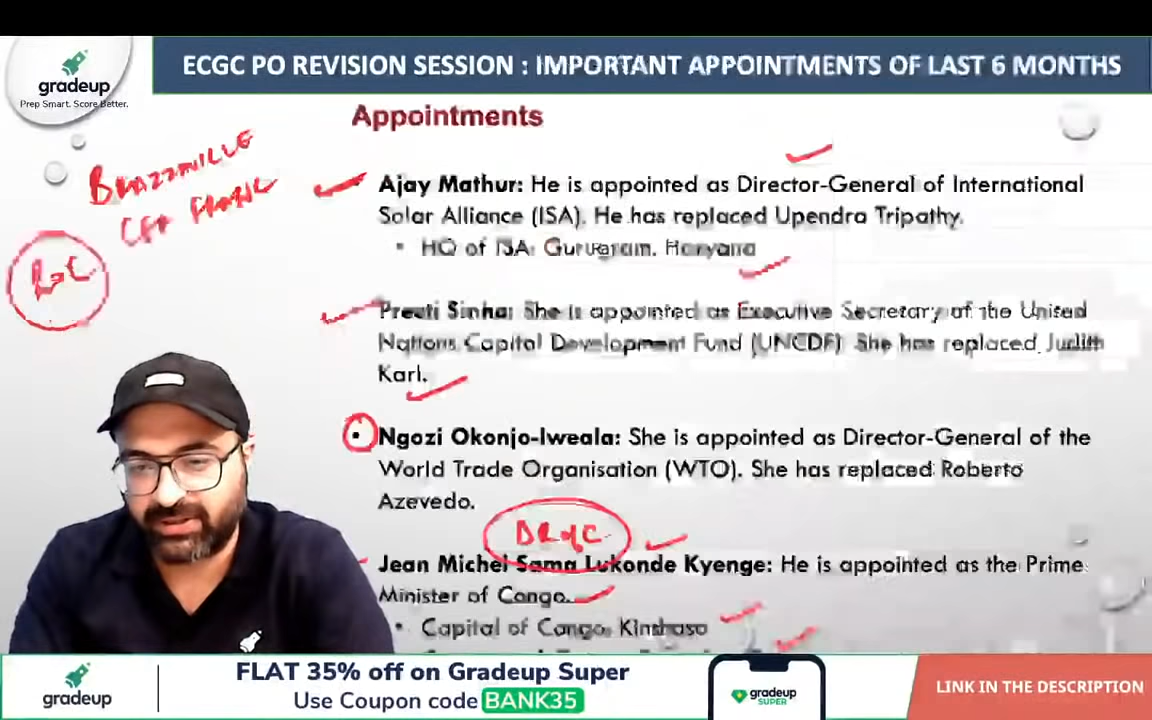 gradeup
Prep Smart. Score Better.
ECGC PO REVISION SESSION : IMPORTANT APPOINTMENTS OF LAST 6 MONTHS
Appointments
BRAZZAVILLE
CFA FRANC
RoC
Ajay Mathur: He is appointed as Director-General of International
Solar Alliance (ISA). He has replaced Upendra Tripathy.
• HQ of ISA: Gurugram, Haryana
Preeti Sinha: She is appointed as Executive Secretary of the United
Nations Capital Development Fund (UNCDF). She has replaced Judith
Karl.
• Ngozi Okonjo-Iweala: She is appointed as Director-General of the
World Trade Organisation (WTO). She has replaced Roberto
Azevedo.
DRofC
Jean Michel Sama Lukonde Kyenge: He is appointed as the Prime
Minister of Congo.
• Capital of Congo: Kinshasa
gradeup
FLAT 35% off on Gradeup Super
Use Coupon code BANK35
gradeup
SUPER
LINK IN THE DESCRIPTION